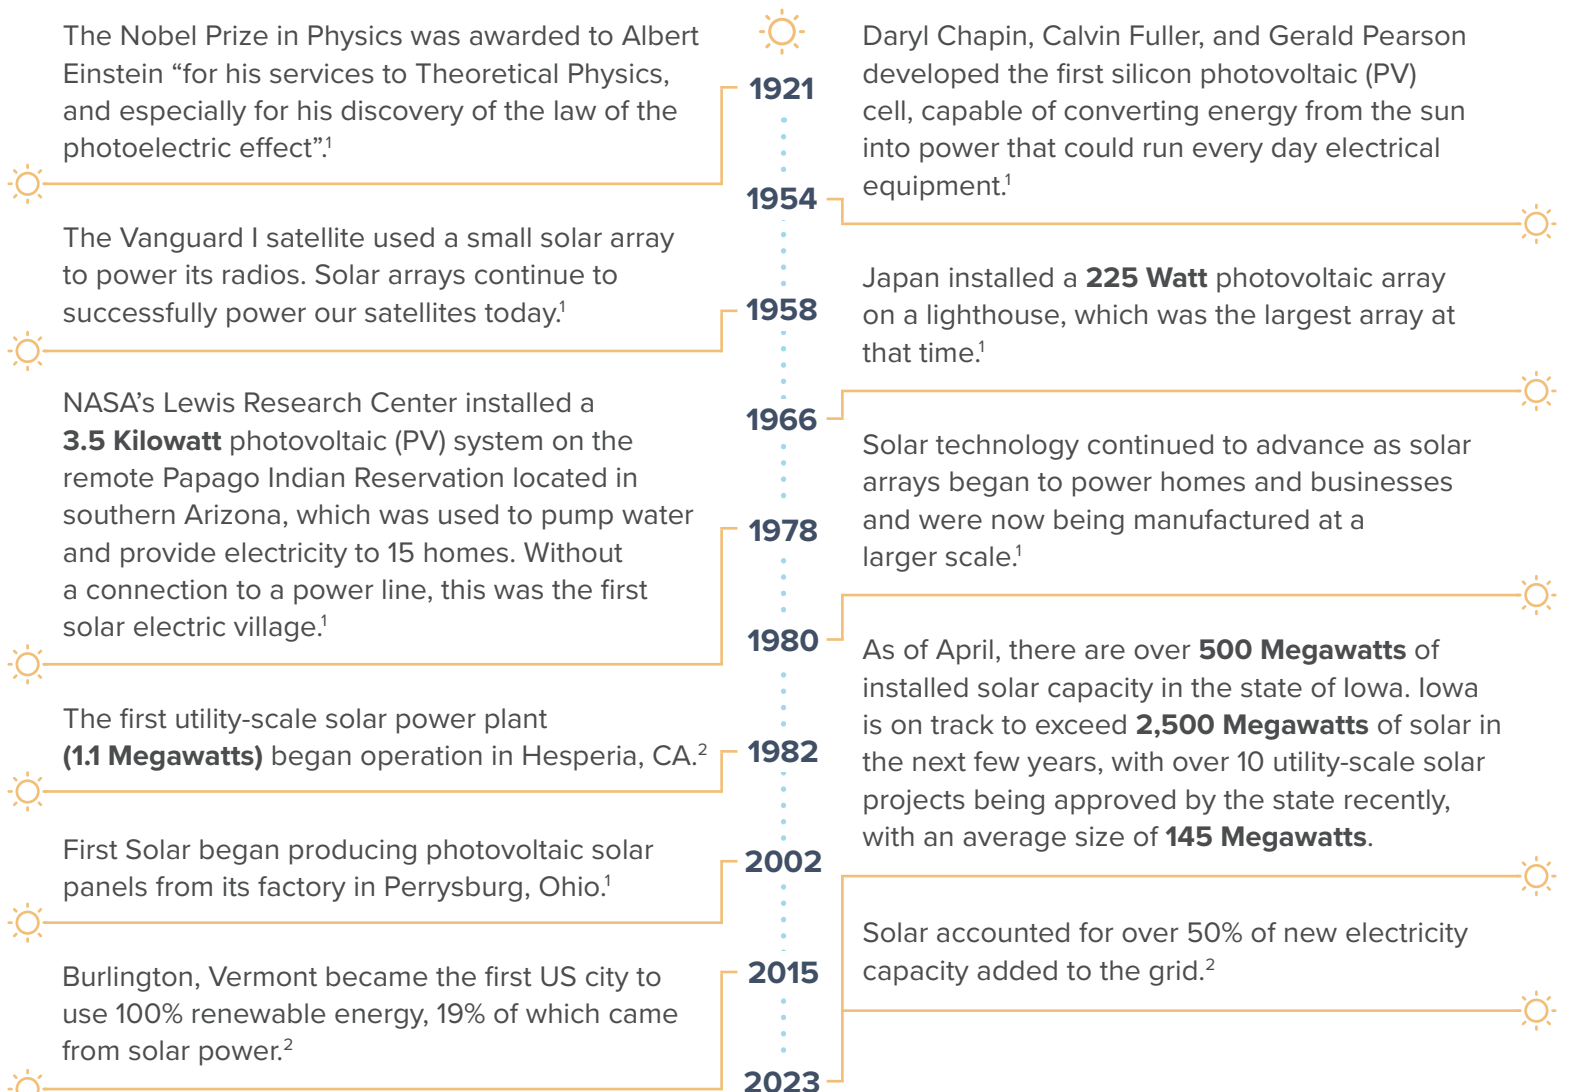 1921
The Nobel Prize in Physics was awarded to Albert
Einstein “for his services to Theoretical Physics,
and especially for his discovery of the law of the
photoelectric effect”.1
1954
Daryl Chapin, Calvin Fuller, and Gerald Pearson
developed the first silicon photovoltaic (PV)
cell, capable of converting energy from the sun
into power that could run every day electrical
equipment.1
1958
The Vanguard I satellite used a small solar array
to power its radios. Solar arrays continue to
successfully power our satellites today.1
1966
Japan installed a 225 Watt photovoltaic array
on a lighthouse, which was the largest array at
that time.1
1978
NASA’s Lewis Research Center installed a
3.5 Kilowatt photovoltaic (PV) system on the
remote Papago Indian Reservation located in
southern Arizona, which was used to pump water
and provide electricity to 15 homes. Without
a connection to a power line, this was the first
solar electric village.1
1980
Solar technology continued to advance as solar
arrays began to power homes and businesses
and were now being manufactured at a
larger scale.1
1982
The first utility-scale solar power plant
(1.1 Megawatts) began operation in Hesperia, CA.2
2002
First Solar began producing photovoltaic solar
panels from its factory in Perrysburg, Ohio.1
2015
Burlington, Vermont became the first US city to
use 100% renewable energy, 19% of which came
from solar power.2
2023
As of April, there are over 500 Megawatts of
installed solar capacity in the state of Iowa. Iowa
is on track to exceed 2,500 Megawatts of solar in
the next few years, with over 10 utility-scale solar
projects being approved by the state recently,
with an average size of 145 Megawatts.
Solar accounted for over 50% of new electricity
capacity added to the grid.2